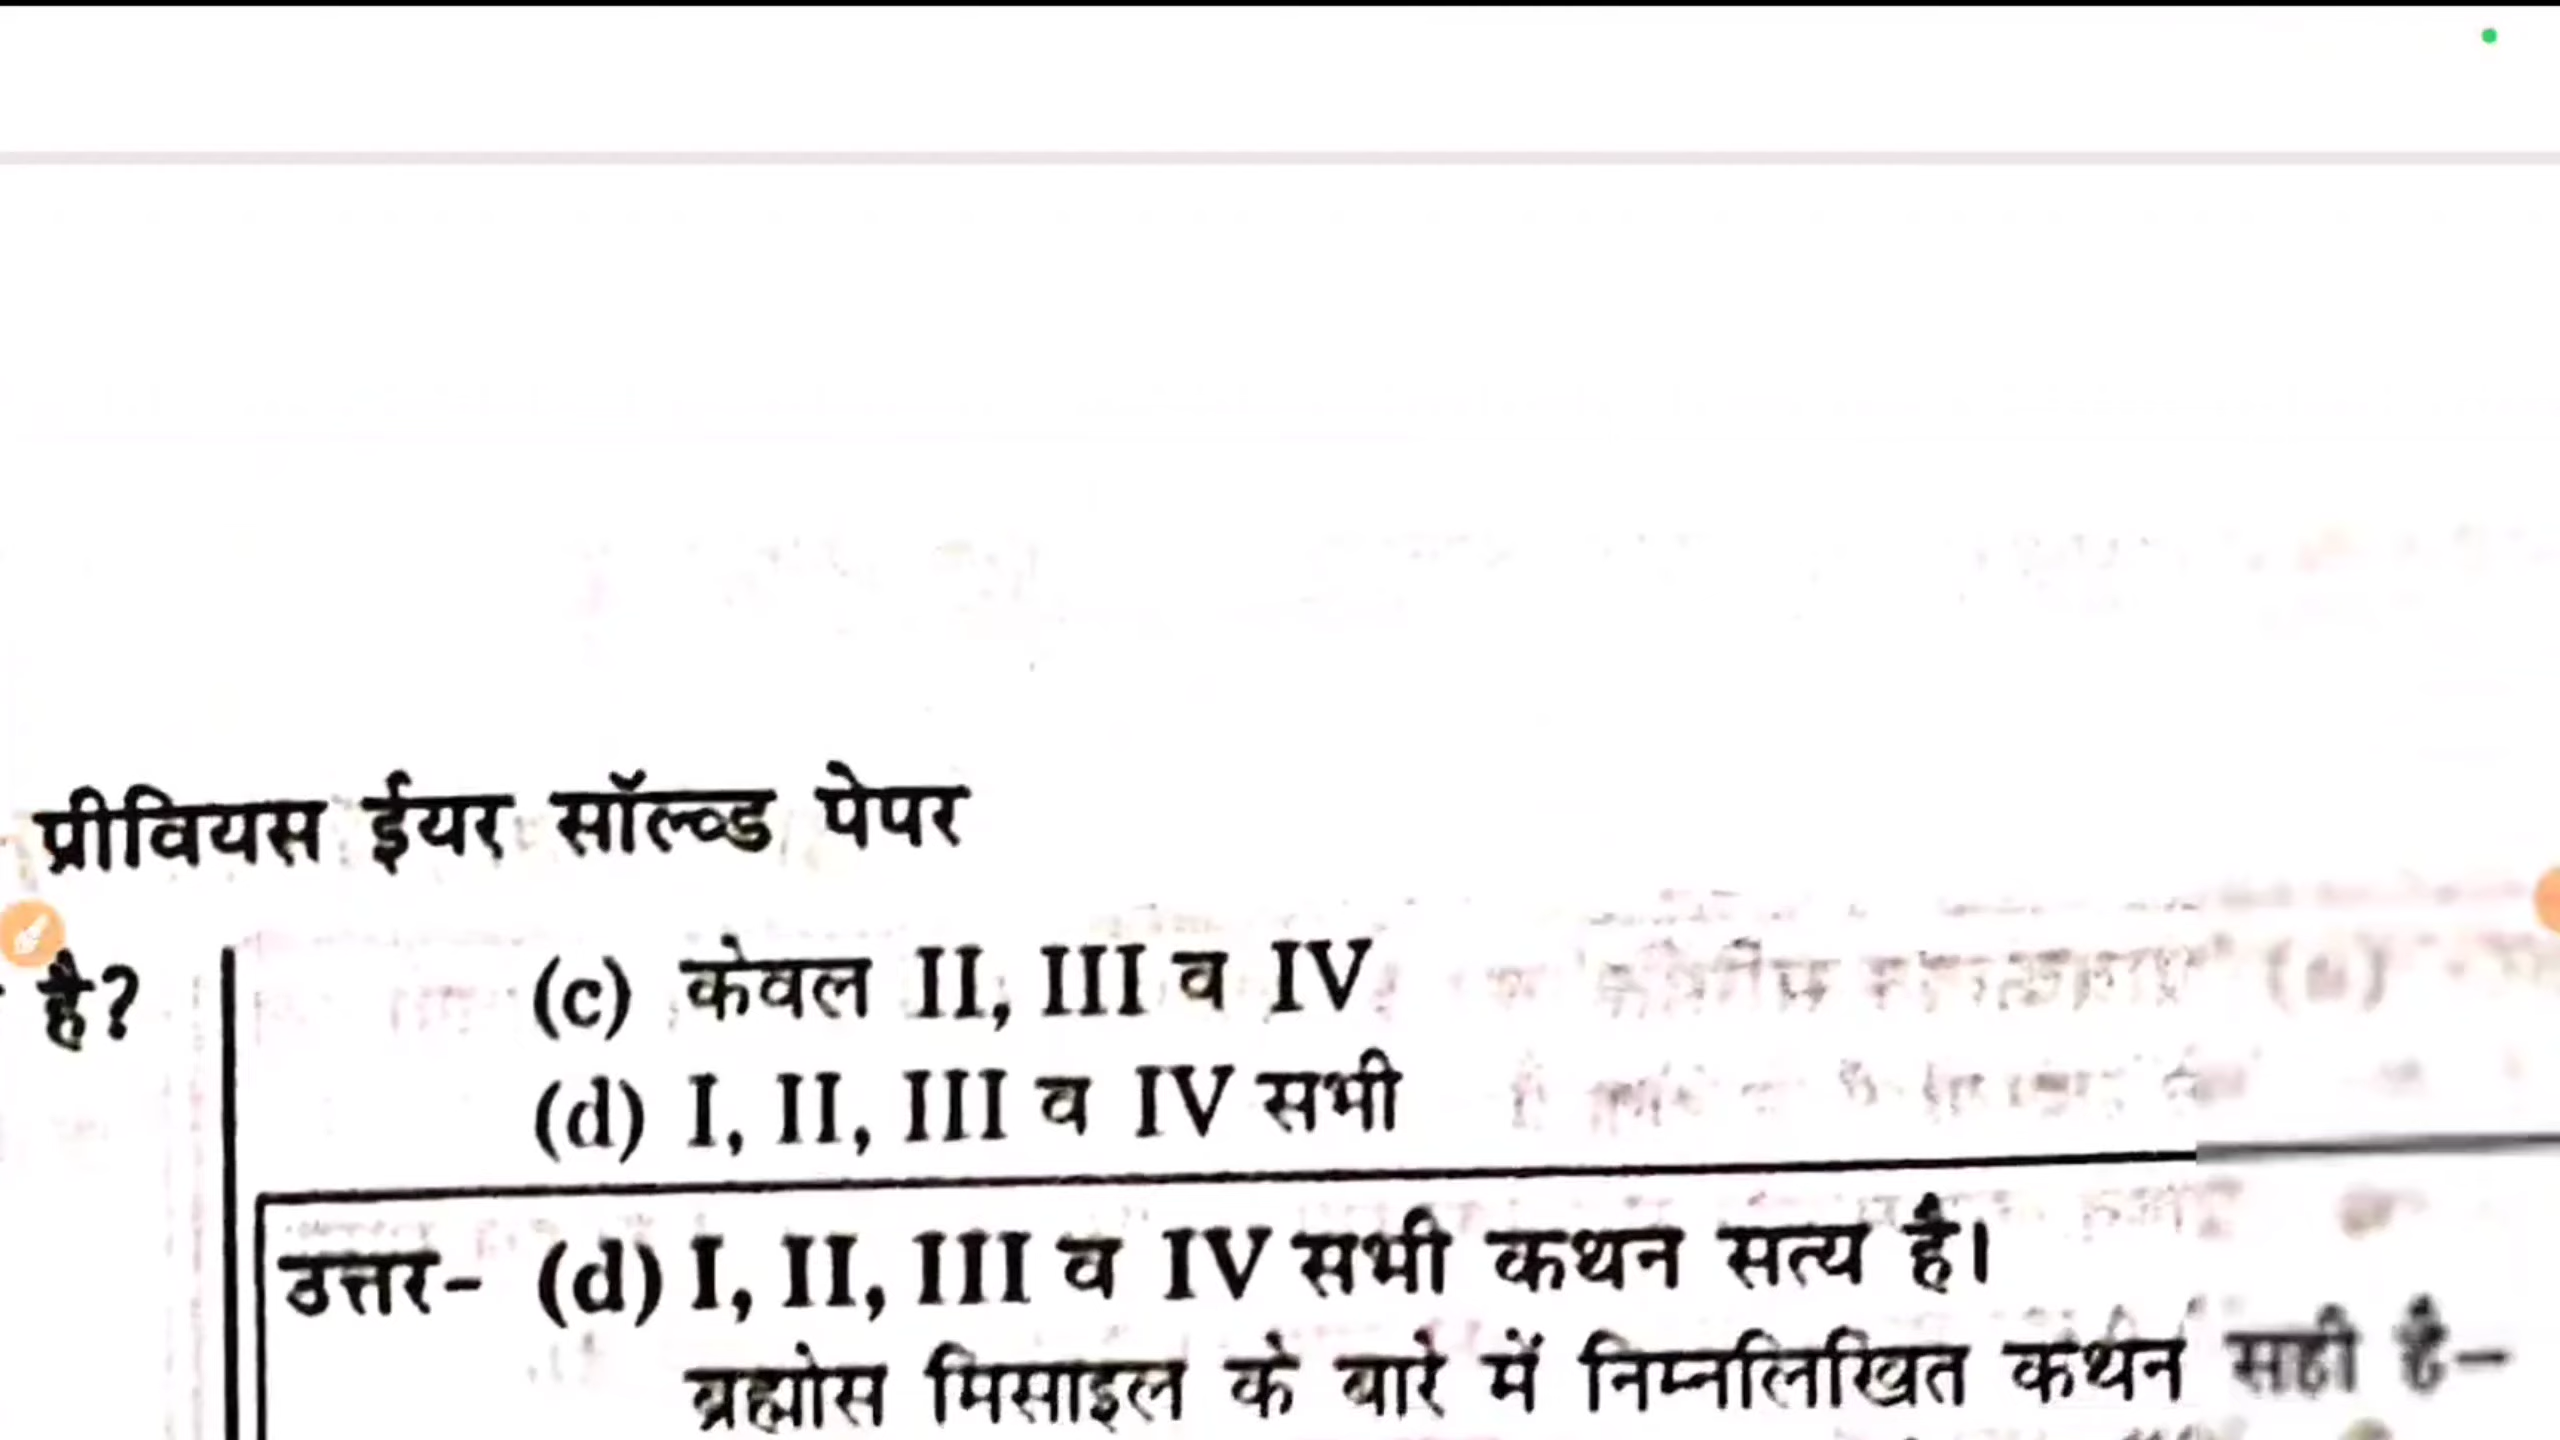 प्रीवियस ईयर सॉल्व्ड पेपर
है?
(c) केवल II, III व IV
(d) I, II, III व IV सभी
उत्तर- (d) I, II, III व IV सभी कथन सत्य है।
ब्रह्मोस मिसाइल के बारे में निम्नलिखित कथन सही है–